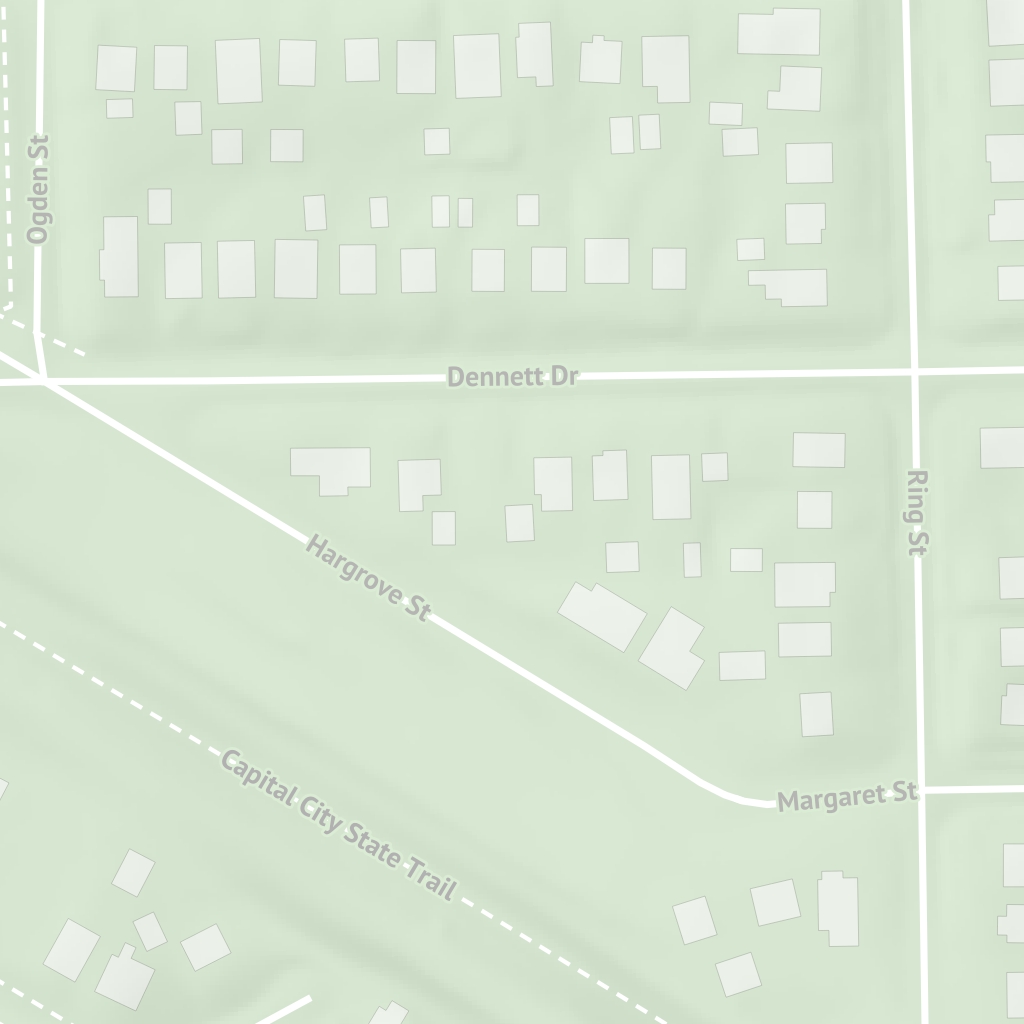 Ogden St
Dennett Dr
Ring St
Hargrove St
Capital City State Trail
Margaret St